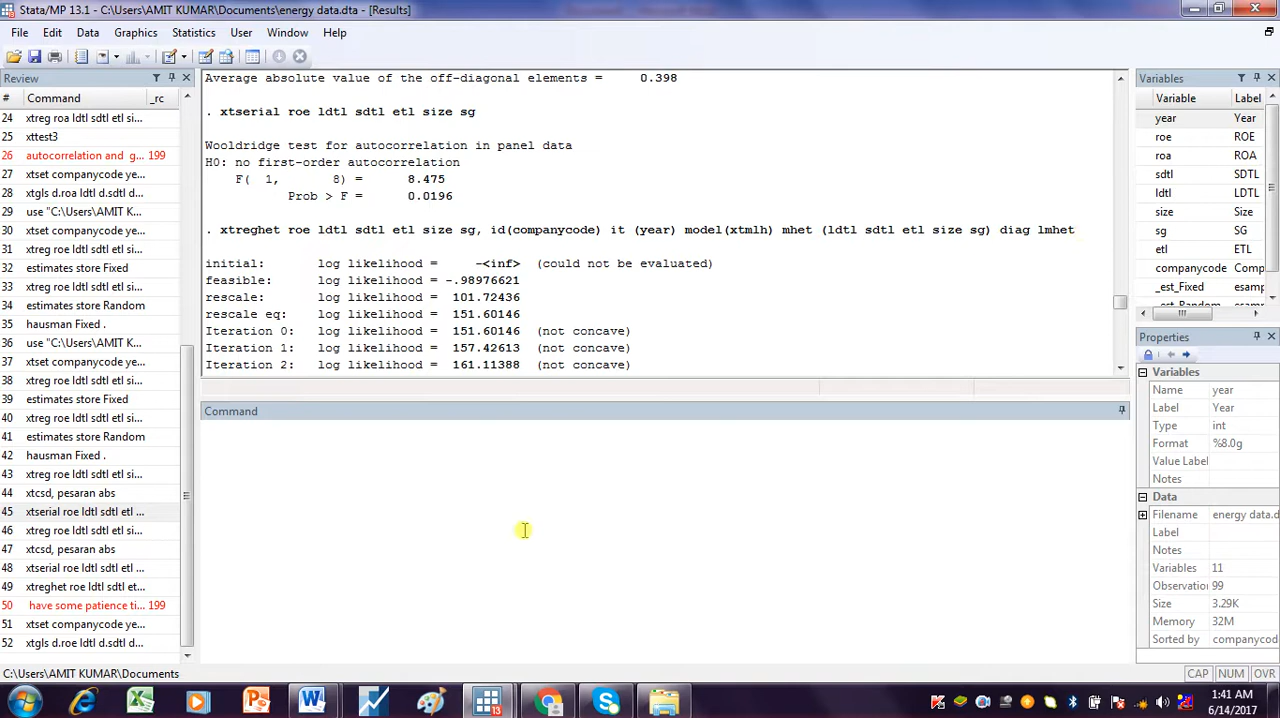 Stata/MP 13.1 - C:\Users\AMIT KUMAR\Documents\energy data.dta - [Results]
File Edit Data Graphics Statistics User Window Help
Review
# Command _rc
24 xtreg roa ldtl sdtl etl si...
25 xttest3
26 autocorrelation and g... 199
27 xtset companycode ye...
28 xtgls d.roa ldtl d.sdtl d...
29 use "C:\Users\AMIT K...
30 xtset companycode ye...
31 xtreg roe ldtl sdtl etl si...
32 estimates store Fixed
33 xtreg roe ldtl sdtl etl si...
34 estimates store Random
35 hausman Fixed .
36 use "C:\Users\AMIT K...
37 xtset companycode ye...
38 xtreg roe ldtl sdtl etl si...
39 estimates store Fixed
40 xtreg roe ldtl sdtl etl si...
41 estimates store Random
42 hausman Fixed .
43 xtreg roe ldtl sdtl etl si...
44 xtcsd, pesaran abs
45 xtserial roe ldtl sdtl etl ...
46 xtreg roe ldtl sdtl etl si...
47 xtcsd, pesaran abs
48 xtserial roe ldtl sdtl etl ...
49 xtreghet roe ldtl sdtl et...
50 have some patience ti... 199
51 xtset companycode ye...
52 xtgls d.roe ldtl d.sdtl d...
Average absolute value of the off-diagonal elements = 0.398
. xtserial roe ldtl sdtl etl size sg
Wooldridge test for autocorrelation in panel data
H0: no first-order autocorrelation
F( 1, 8) = 8.475
Prob > F = 0.0196
. xtreghet roe ldtl sdtl etl size sg, id(companycode) it (year) model(xtmlh) mhet (ldtl sdtl etl size sg) diag lmhet
initial: log likelihood = -<inf> (could not be evaluated)
feasible: log likelihood = -.98976621
rescale: log likelihood = 101.72436
rescale eq: log likelihood = 151.60146
Iteration 0: log likelihood = 151.60146 (not concave)
Iteration 1: log likelihood = 157.42613 (not concave)
Iteration 2: log likelihood = 161.11388 (not concave)
Command
Variables
Variable Label
year Year
roe ROE
roa ROA
sdtl SDTL
ldtl LDTL
size Size
sg SG
etl ETL
companycode Comp
_est_Fixed esamp
_est_Random esamp
Properties
Variables
Name year
Label Year
Type int
Format %8.0g
Value Label
Notes
Data
Filename energy data.d
Label
Notes
Variables 11
Observation 99
Size 3.29K
Memory 32M
Sorted by companycod
C:\Users\AMIT KUMAR\Documents
CAP NUM OVR
1:41 AM
6/14/2017